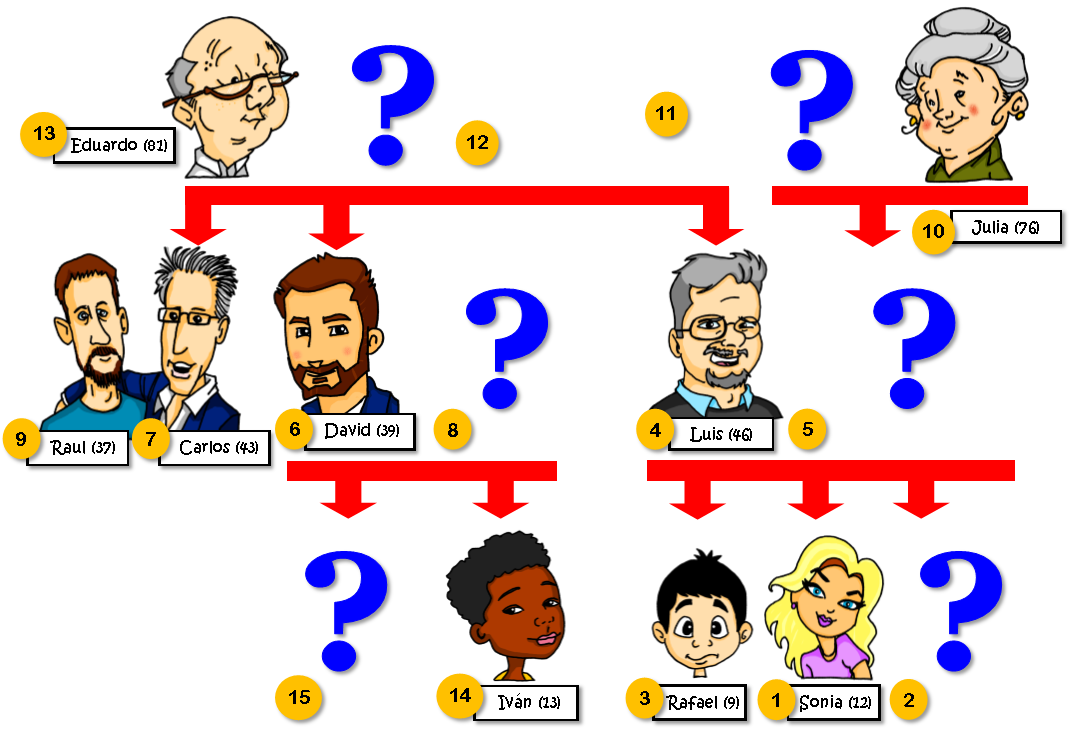 ?
?
11
13
Eduardo (81)
12
10
Julia (76)
?
?
9
Raul (37)
7
Carlos (43)
6
David (39)
8
4
Luis (46)
5
?
?
15
14
Iván (13)
3
Rafael (9)
1
Sonia (12)
2